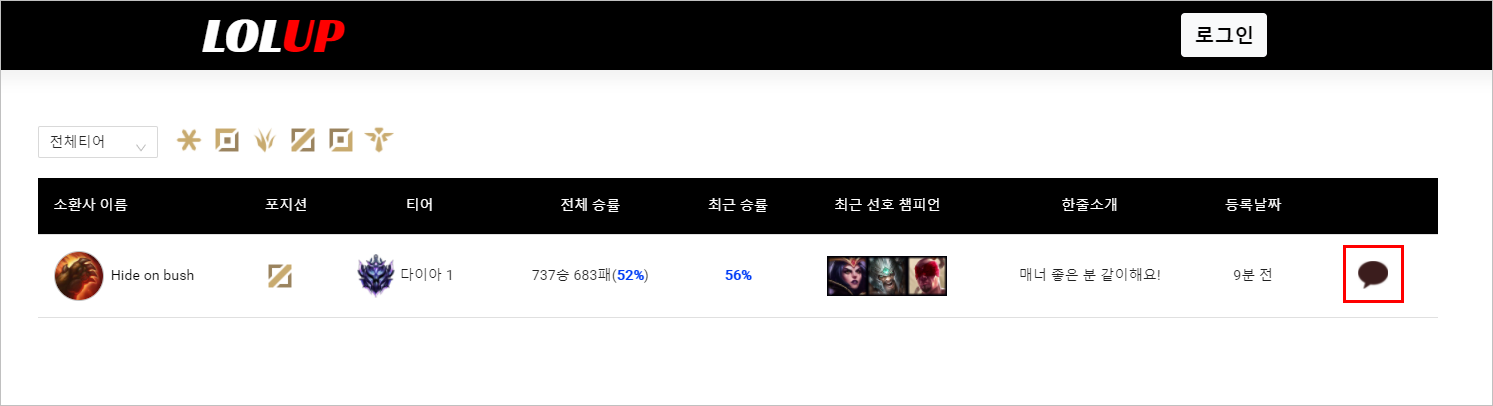 LOLUP
로그인
전체티어
소환사 이름 포지션 티어 전체 승률 최근 승률 최근 선호 챔피언 한줄소개 등록날짜
Hide on bush 다이아 1 737승 683패(52%) 56% 매너 좋은 분 같이해요! 9분 전